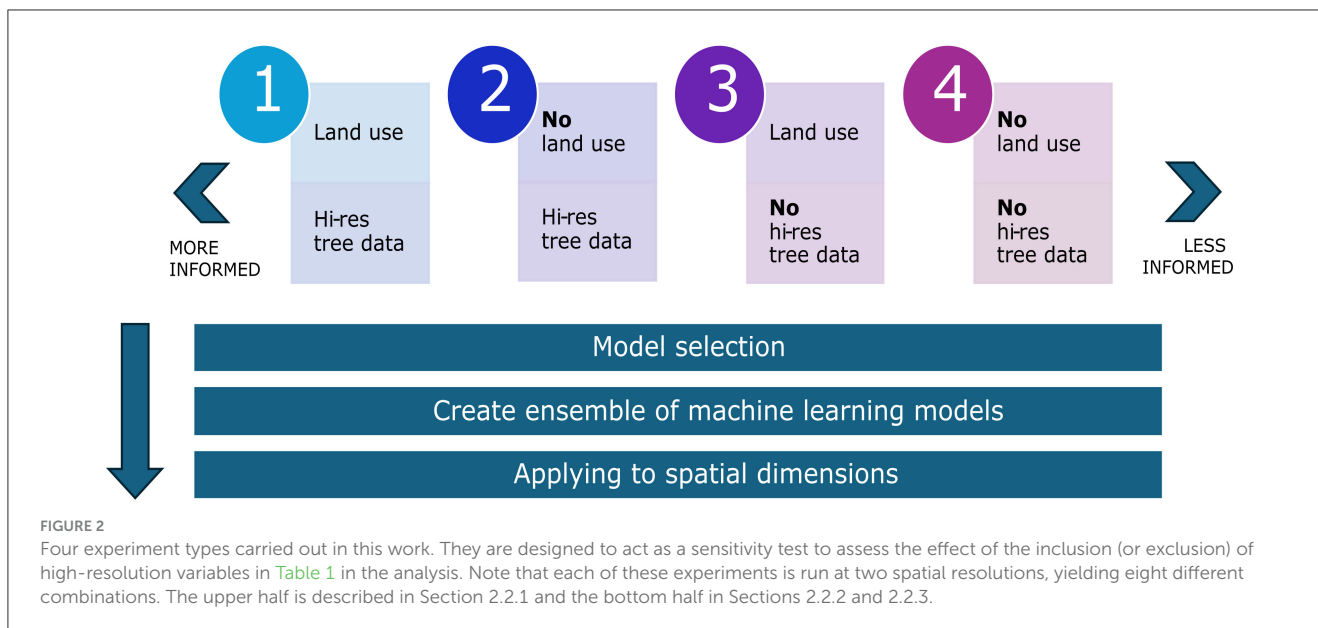 1
Land use
Hi-res
tree data
2
No
land use
Hi-res
tree data
3
Land use
No
hi-res
tree data
4
No
land use
No
hi-res
tree data
MORE
INFORMED
LESS
INFORMED
Model selection
Create ensemble of machine learning models
Applying to spatial dimensions
FIGURE 2
Four experiment types carried out in this work. They are designed to act as a sensitivity test to assess the effect of the inclusion (or exclusion) of
high-resolution variables in Table 1 in the analysis. Note that each of these experiments is run at two spatial resolutions, yielding eight different
combinations. The upper half is described in Section 2.2.1 and the bottom half in Sections 2.2.2 and 2.2.3.